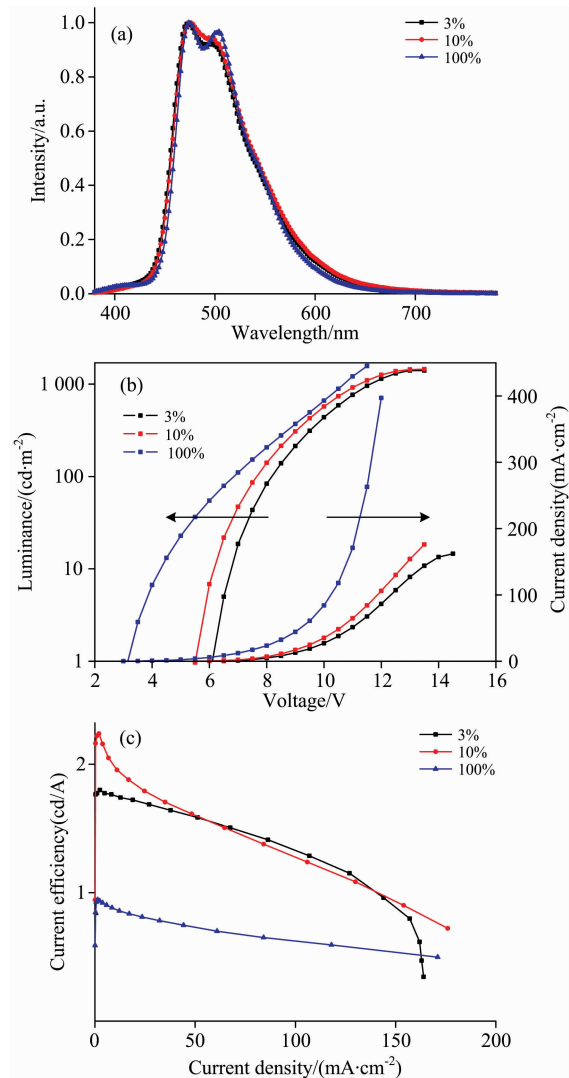 (a)
3%
10%
100%
1.0
0.8
0.6
0.4
0.2
0.0
Intensity/a.u.
400 500 600 700
Wavelength/nm
(b)
3%
10%
100%
1 000
100
10
1
Luminance/(cd·m-2)
400
300
200
100
0
Current density(mA·cm-2)
2 4 6 8 10 12 14 16
Voltage/V
(c)
3%
10%
100%
2
1
Current efficiency(cd/A)
0 50 100 150 200
Current density/(mA·cm-2)